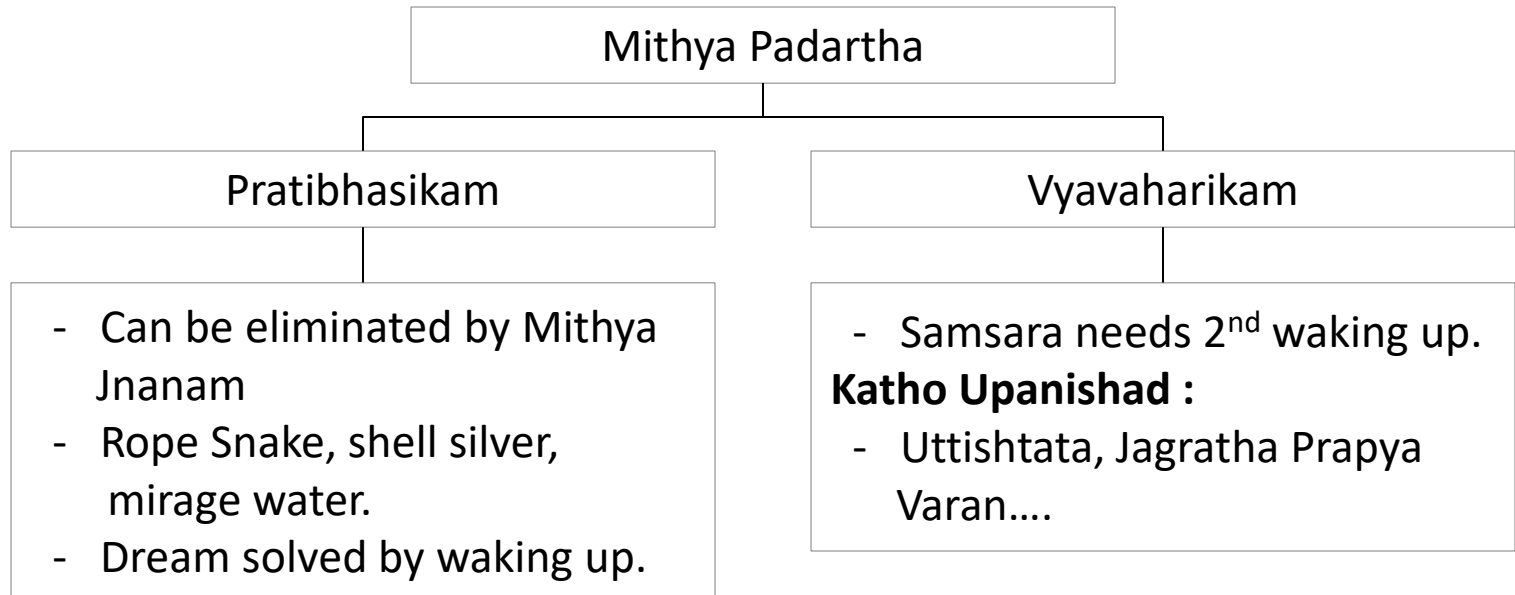 Mithya Padartha
Pratibhasikam
Vyavaharikam
- Can be eliminated by Mithya
Jnanam
- Rope Snake, shell silver,
mirage water.
- Dream solved by waking up.
- Samsara needs 2nd waking up.
Katho Upanishad :
- Uttishtata, Jagratha Prapya
Varan....